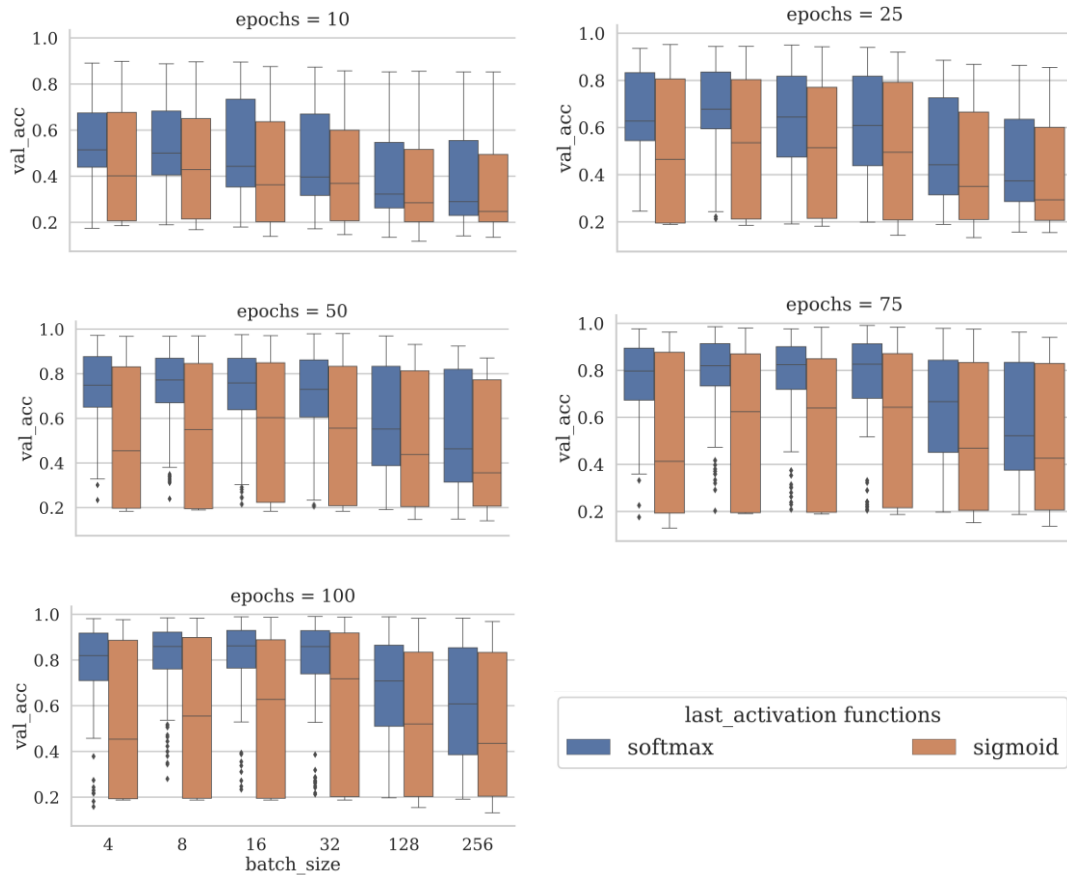 epochs = 10
1.0
0.8
0.6
0.4
0.2
val_acc
epochs = 25
1.0
0.8
0.6
0.4
0.2
val_acc
epochs = 50
1.0
0.8
0.6
0.4
0.2
val_acc
epochs = 75
1.0
0.8
0.6
0.4
0.2
val_acc
epochs = 100
1.0
0.8
0.6
0.4
0.2
val_acc
4 8 16 32 128 256
batch_size
last_activation functions
softmax sigmoid